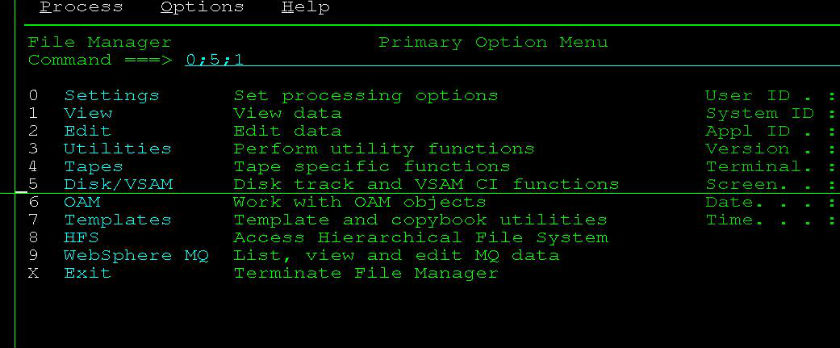 Process Options Help
File Manager Primary Option Menu
Command ===> 0;5;1
0 Settings Set processing options User ID . :
1 View View data System ID :
2 Edit Edit data Appl ID . :
3 Utilities Perform utility functions Version . :
4 Tapes Tape specific functions Terminal. :
5 Disk/VSAM Disk track and VSAM CI functions Screen. . :
6 OAM Work with OAM objects Date. . . :
7 Templates Template and copybook utilities Time. . . :
8 HFS Access Hierarchical File System
9 WebSphere MQ List, view and edit MQ data
X Exit Terminate File Manager